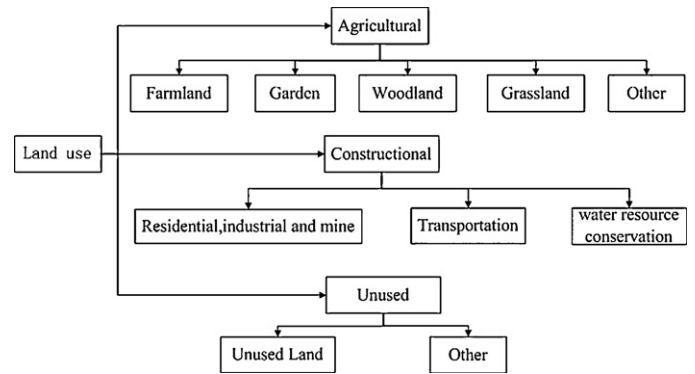 Agricultural
Farmland
Garden
Woodland
Grassland
Other
Land use
Constructional
Residential,industrial and mine
Transportation
water resource
conservation
Unused
Unused Land
Other